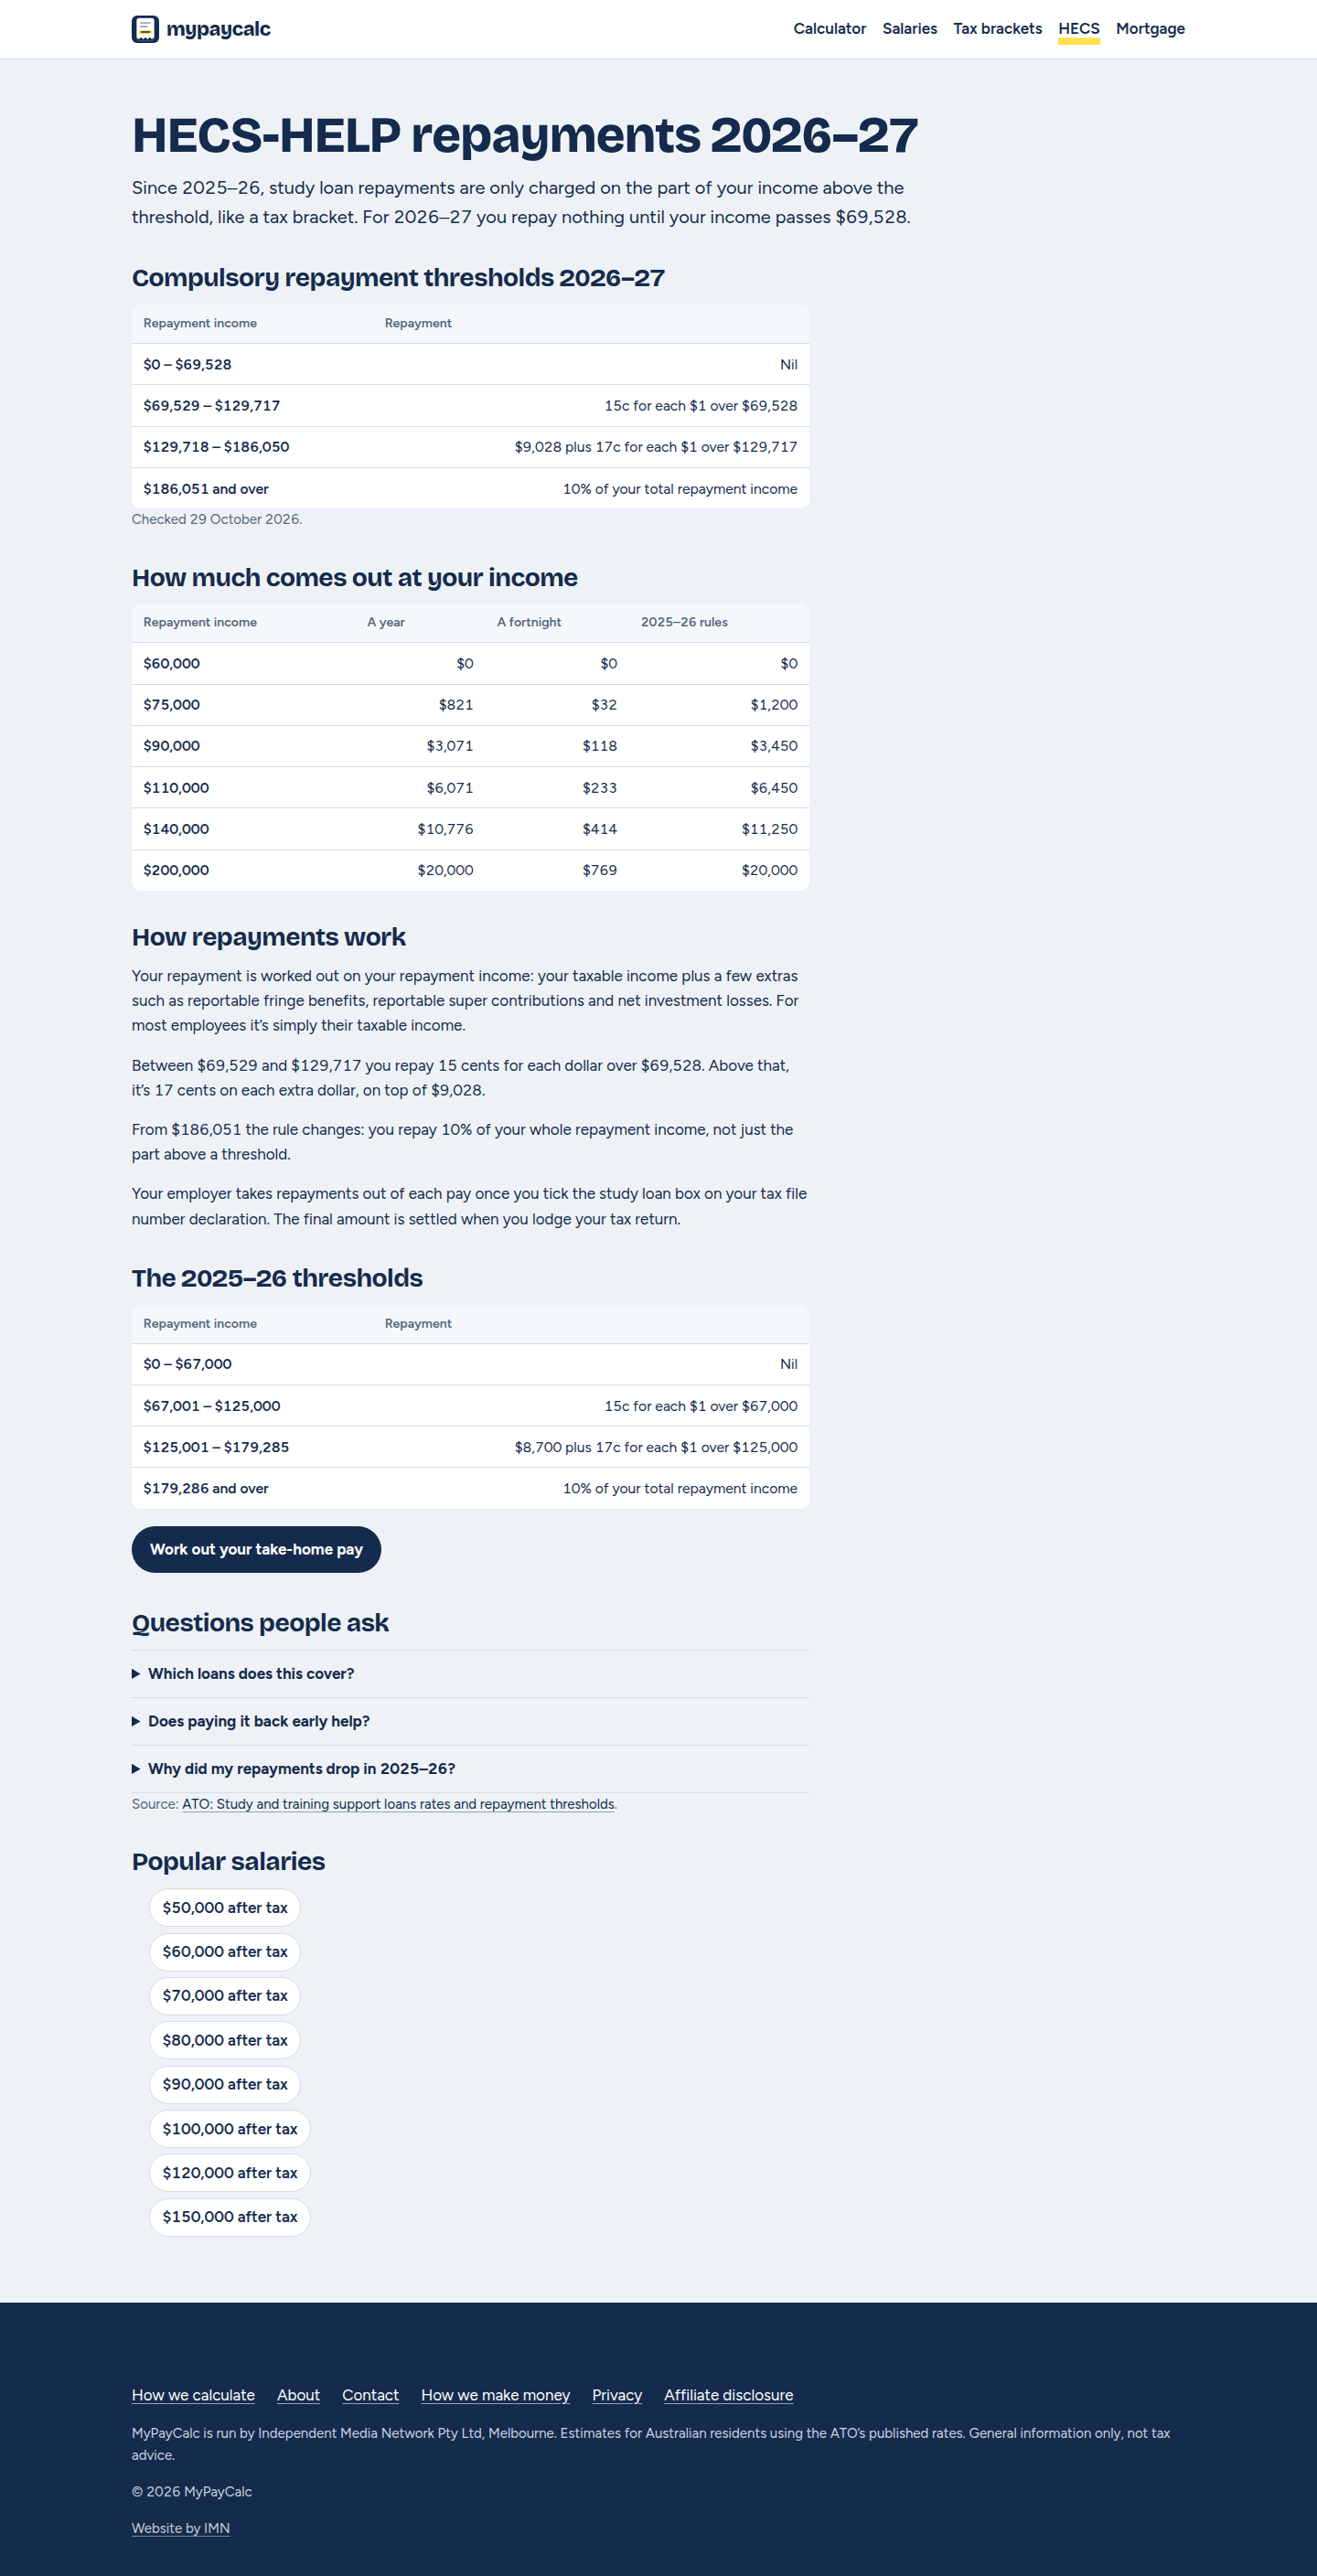 mypaycalc
Calculator Salaries Tax brackets HECS Mortgage
HECS-HELP repayments 2026–27
Since 2025–26, study loan repayments are only charged on the part of your income above the
threshold, like a tax bracket. For 2026–27 you repay nothing until your income passes $69,528.
Compulsory repayment thresholds 2026–27
Repayment income Repayment
$0 – $69,528 Nil
$69,529 – $129,717 15c for each $1 over $69,528
$129,718 – $186,050 $9,028 plus 17c for each $1 over $129,717
$186,051 and over 10% of your total repayment income
Checked 29 October 2026.
How much comes out at your income
Repayment income A year A fortnight 2025–26 rules
$60,000 $0 $0 $0
$75,000 $821 $32 $1,200
$90,000 $3,071 $118 $3,450
$110,000 $6,071 $233 $6,450
$140,000 $10,776 $414 $11,250
$200,000 $20,000 $769 $20,000
How repayments work
Your repayment is worked out on your repayment income: your taxable income plus a few extras
such as reportable fringe benefits, reportable super contributions and net investment losses. For
most employees it’s simply their taxable income.
Between $69,529 and $129,717 you repay 15 cents for each dollar over $69,528. Above that,
it’s 17 cents on each extra dollar, on top of $9,028.
From $186,051 the rule changes: you repay 10% of your whole repayment income, not just the
part above a threshold.
Your employer takes repayments out of each pay once you tick the study loan box on your tax file
number declaration. The final amount is settled when you lodge your tax return.
The 2025–26 thresholds
Repayment income Repayment
$0 – $67,000 Nil
$67,001 – $125,000 15c for each $1 over $67,000
$125,001 – $179,285 $8,700 plus 17c for each $1 over $125,000
$179,286 and over 10% of your total repayment income
Work out your take-home pay
Questions people ask
Which loans does this cover?
Does paying it back early help?
Why did my repayments drop in 2025–26?
Source: ATO: Study and training support loans rates and repayment thresholds.
Popular salaries
$50,000 after tax
$60,000 after tax
$70,000 after tax
$80,000 after tax
$90,000 after tax
$100,000 after tax
$120,000 after tax
$150,000 after tax
How we calculate About Contact How we make money Privacy Affiliate disclosure
MyPayCalc is run by Independent Media Network Pty Ltd, Melbourne. Estimates for Australian residents using the ATO’s published rates. General information only, not tax
advice.
© 2026 MyPayCalc
Website by IMN